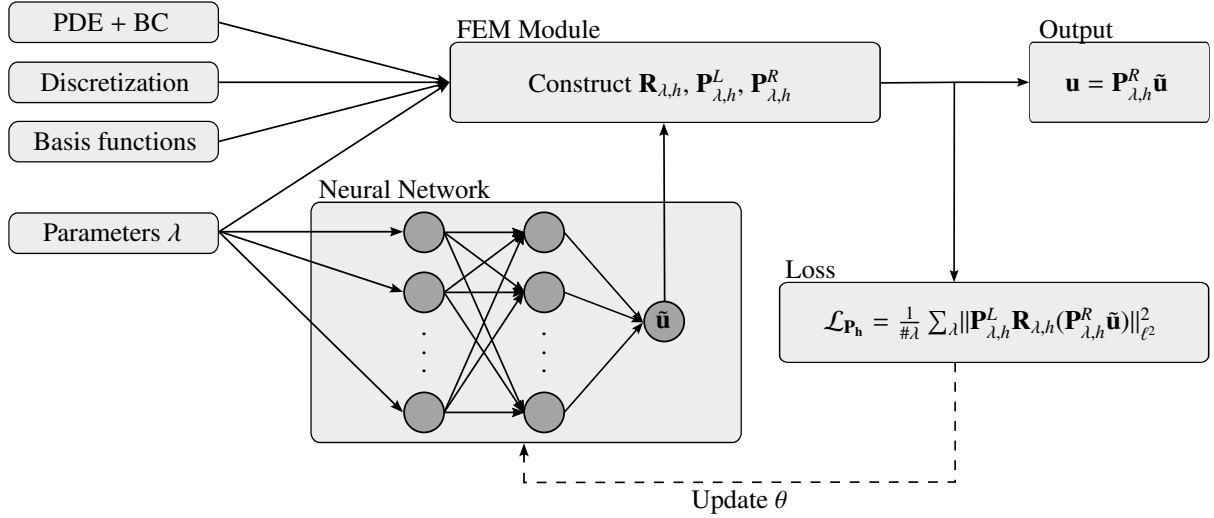 PDE + BC
Discretization
Basis functions
Parameters λ
FEM Module
Construct R_{λ,h}, P^L_{λ,h}, P^R_{λ,h}
Output
u = P^R_{λ,h}ũ
Neural Network
ũ
Loss
ℒ_{P_h} = 1/#λ ∑_λ||P^L_{λ,h}R_{λ,h}(P^R_{λ,h}ũ)||²_{ℓ²}
Update θ